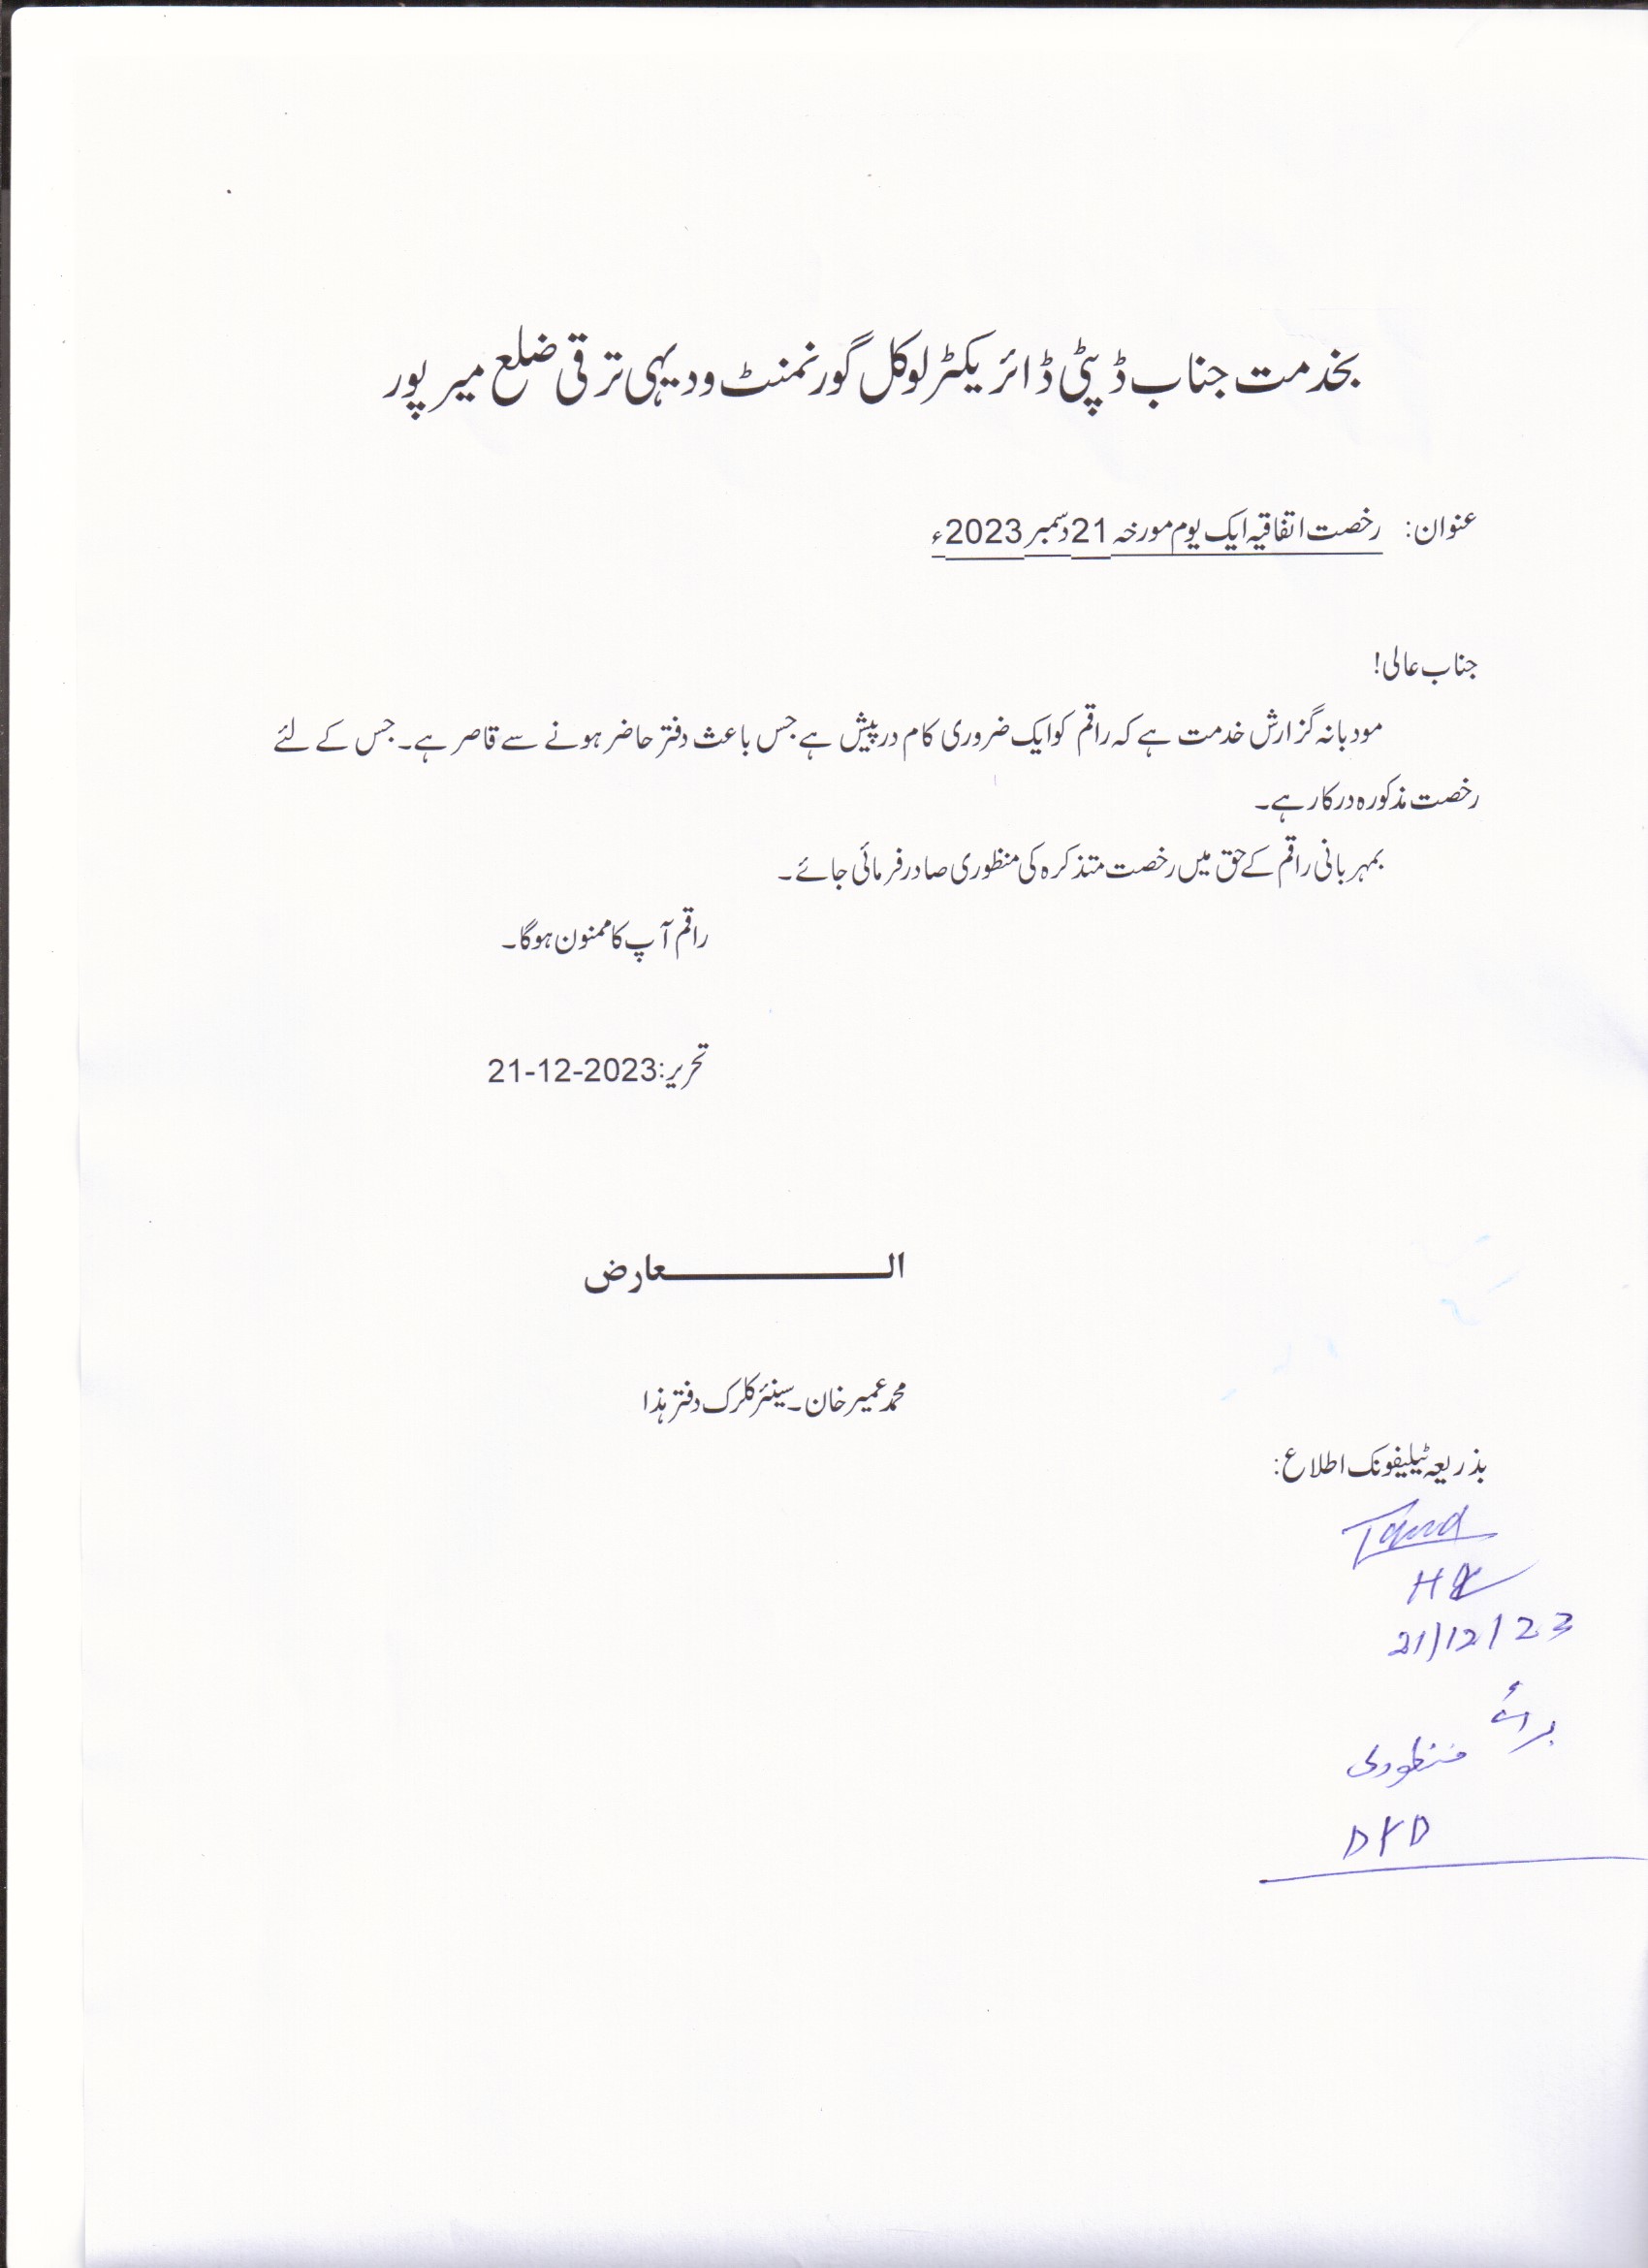 بخدمت جناب ڈپٹی ڈائریکٹر لوکل گورنمنٹ و دیہی ترقی ضلع میرپور
عنوان: رخصت اتفاقیہ ایک یوم مورخہ 21 دسمبر 2023ء
جناب عالی!
مودبانہ گزارش خدمت ہے کہ راقم کو ایک ضروری کام درپیش ہے جس باعث دفتر حاضر ہونے سے قاصر ہے۔ جس کے لئے
رخصت مذکورہ درکار ہے۔
بمہربانی راقم کے حق میں رخصت متذکرہ کی منظوری صادر فرمائی جائے۔
راقم آپ کا ممنون ہوگا۔
تحریر: 21-12-2023
العارض
محمد عمیر خان۔ سینئر کلرک دفتر ہذا
بذریعہ ٹیلیفونک اطلاع:
21/12/23
برائے
منظوری